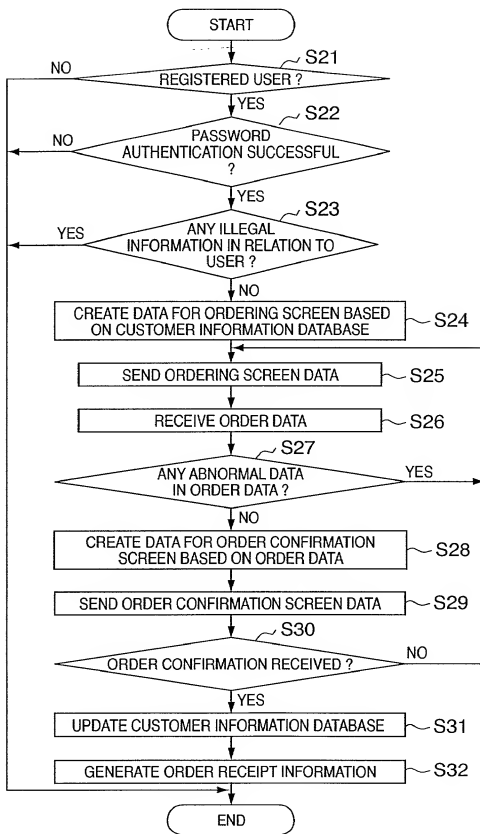 START
S21
NO
REGISTERED USER ?
YES
S22
NO
PASSWORD
AUTHENTICATION SUCCESSFUL
?
YES
S23
YES
ANY ILLEGAL
INFORMATION IN RELATION TO
USER ?
NO
CREATE DATA FOR ORDERING SCREEN BASED
ON CUSTOMER INFORMATION DATABASE
S24
SEND ORDERING SCREEN DATA
S25
RECEIVE ORDER DATA
S26
S27
ANY ABNORMAL DATA
IN ORDER DATA ?
YES
NO
CREATE DATA FOR ORDER CONFIRMATION
SCREEN BASED ON ORDER DATA
S28
SEND ORDER CONFIRMATION SCREEN DATA
S29
S30
ORDER CONFIRMATION RECEIVED ?
NO
YES
UPDATE CUSTOMER INFORMATION DATABASE
S31
GENERATE ORDER RECEIPT INFORMATION
S32
END